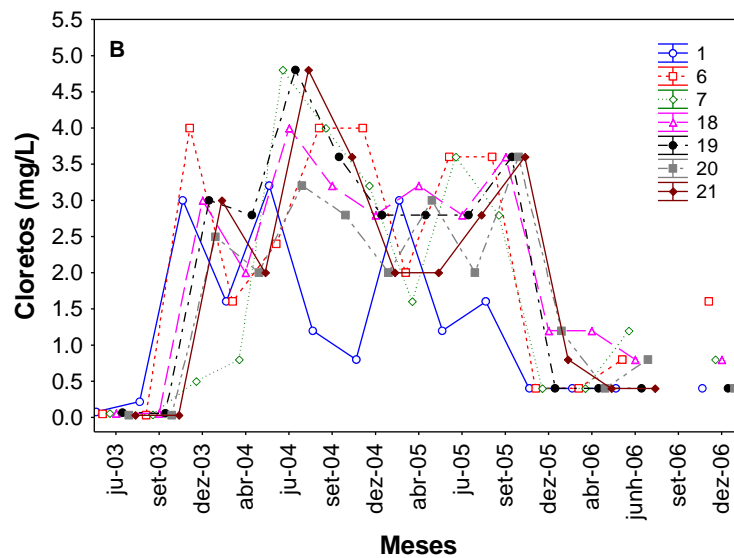 B
Cloretos (mg/L)
5.5
5.0
4.5
4.0
3.5
3.0
2.5
2.0
1.5
1.0
0.5
0.0
1
6
7
18
19
20
21
ju-03
set-03
dez-03
abr-04
ju-04
set-04
dez-04
abr-05
ju-05
set-05
dez-05
abr-06
junh-06
set-06
dez-06
Meses